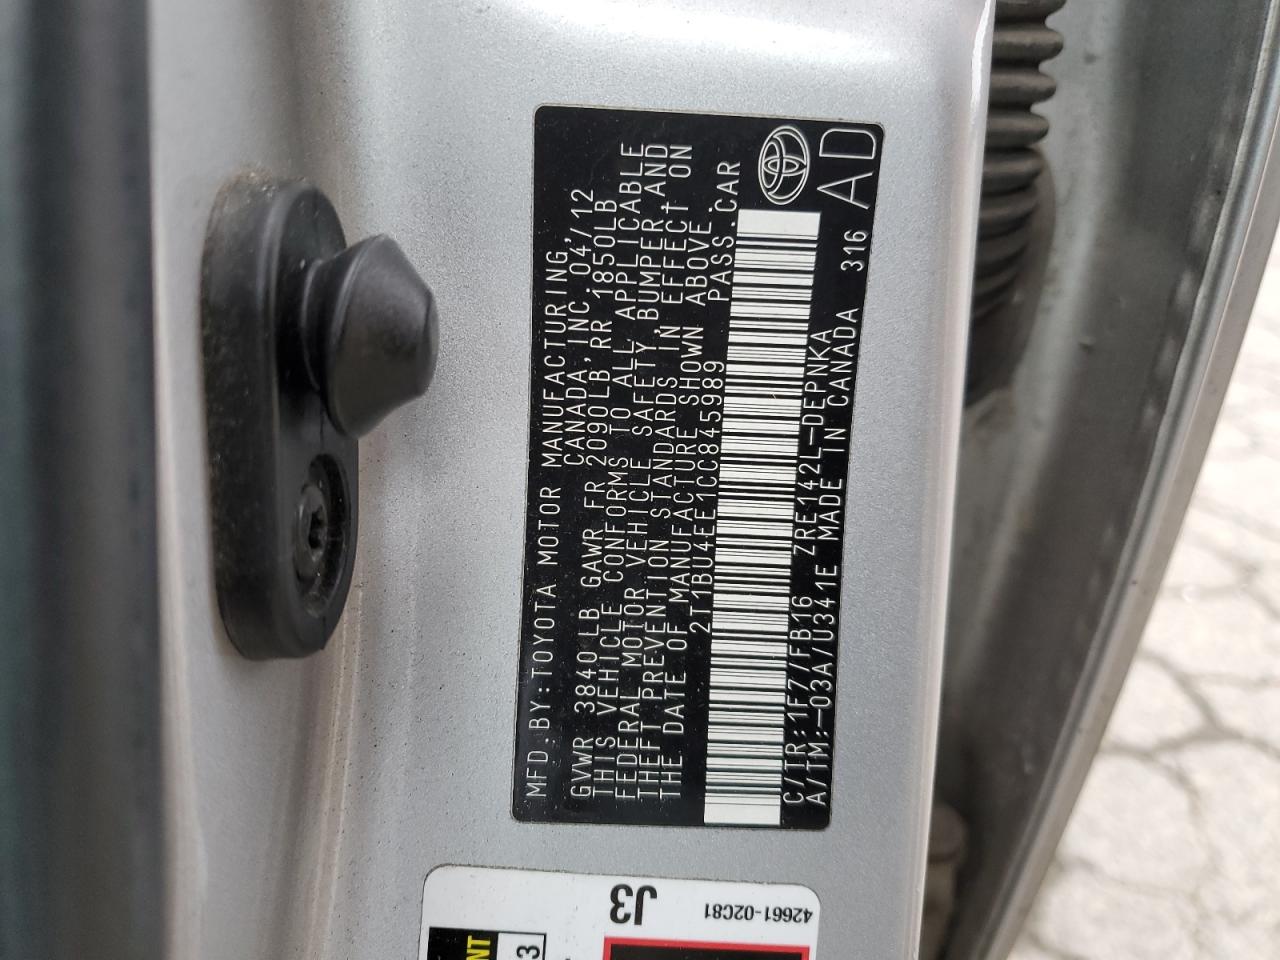 MFD.BY:TOYOTA MOTOR MANUFACTURING,
CANADA,INC. 04/12
GVWR 3840LB GAWR FR 2090LB RR 1850LB
THIS VEHICLE CONFORMS TO ALL APPLICABLE
FEDERAL MOTOR VEHICLE SAFETY, BUMPER,AND
THEFT PREVENTION STANDARDS IN EFFECT ON
THE DATE OF MANUFACTURE SHOWN ABOVE.
2T1BU4EE1CC845989 PASS.CAR
C/TR:1F7/FB16 ZRE142L-DEPNKA
A/TM:-03A/U341E MADE IN CANADA 316
AD
J3
42661-02C81
NT
3